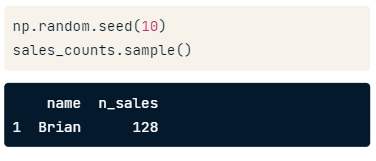 np.random.seed(10)
sales_counts.sample()
name n_sales
1 Brian 128